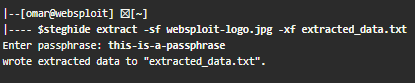 |--[omar@websploit] ☒[~]
|---- $steghide extract -sf websploit-logo.jpg -xf extracted_data.txt
Enter passphrase: this-is-a-passphrase
wrote extracted data to "extracted_data.txt".